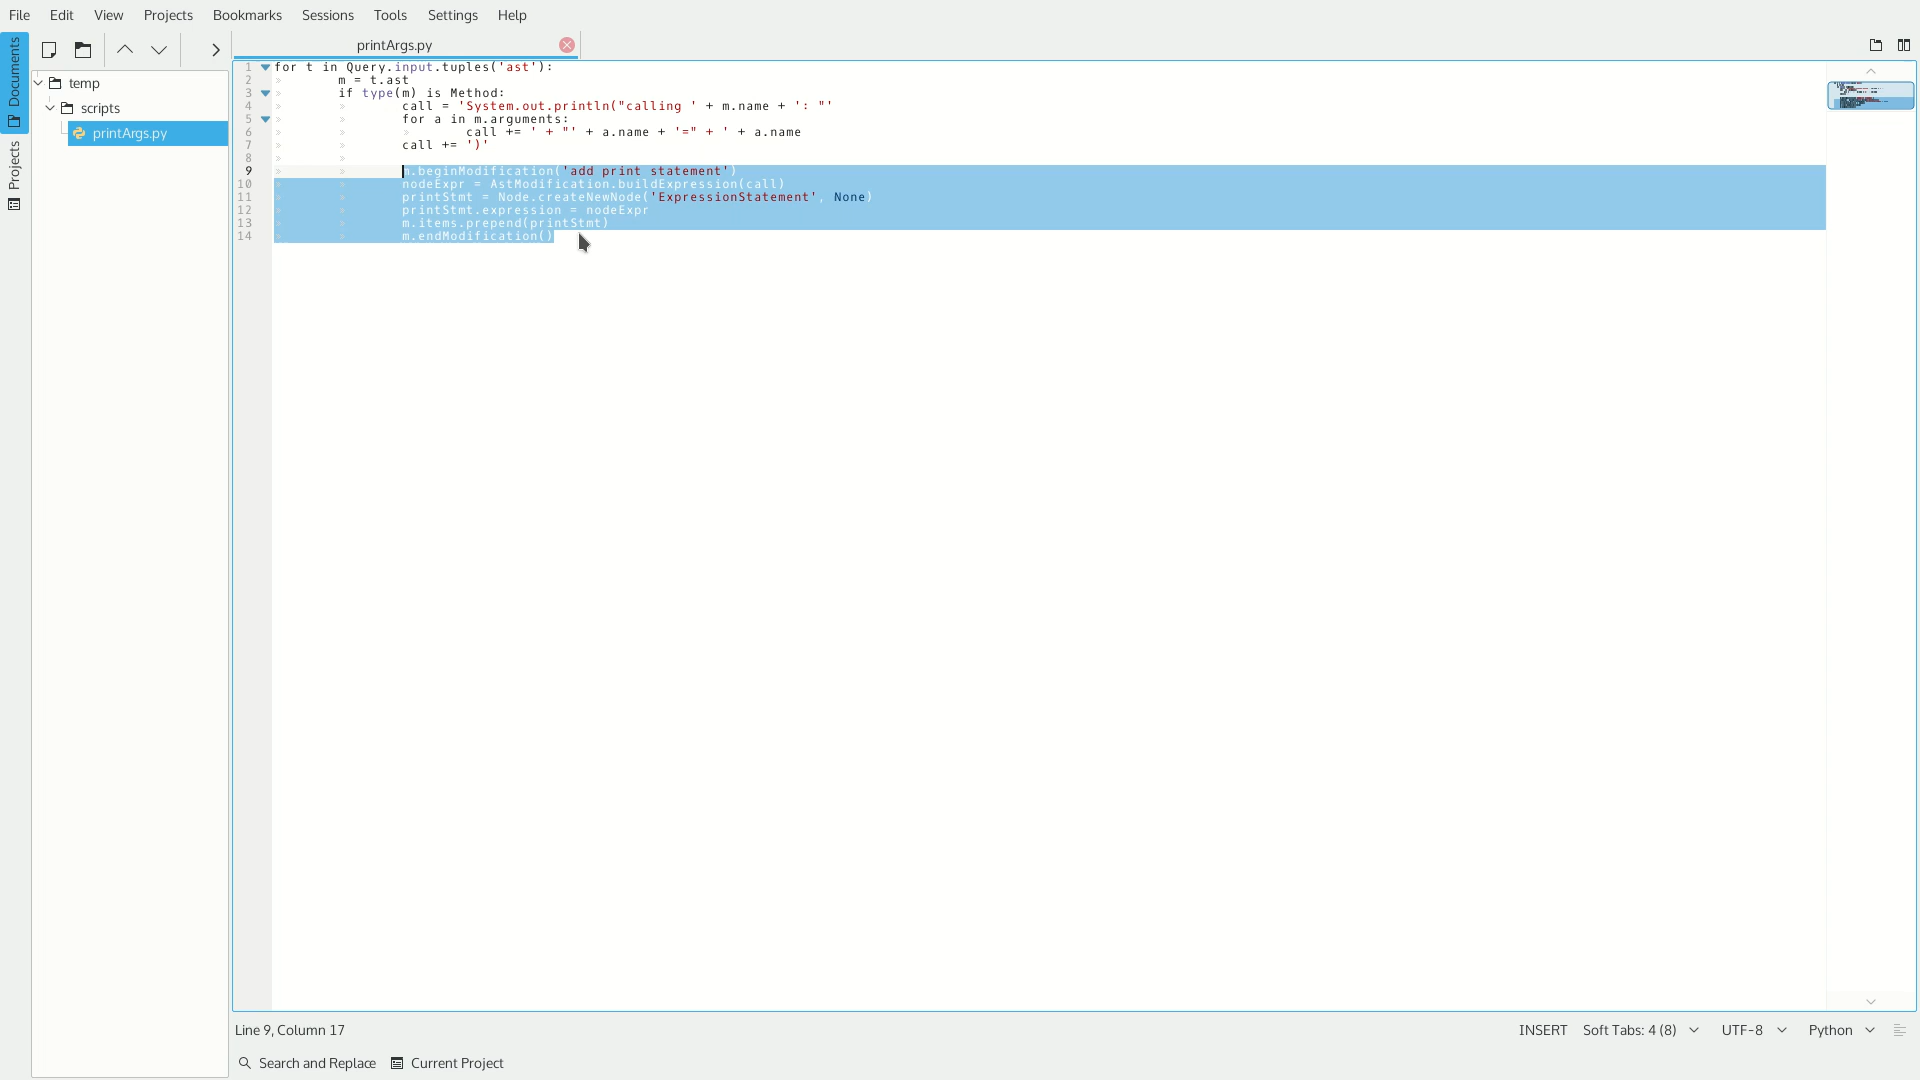 File Edit View Projects Bookmarks Sessions Tools Settings Help
Documents
Projects
temp
scripts
printArgs.py
printArgs.py
1 for t in Query.input.tuples('ast'):
2 m = t.ast
3 if type(m) is Method:
4 call = 'System.out.println("calling ' + m.name + ': "'
5 for a in m.arguments:
6 call += ' + "' + a.name + '=" + ' + a.name
7 call += ')'
8
9 m.beginModification('add print statement')
10 nodeExpr = AstModification.buildExpression(call)
11 printStmt = Node.createNewNode('ExpressionStatement', None)
12 printStmt.expression = nodeExpr
13 m.items.prepend(printStmt)
14 m.endModification()
Line 9, Column 17 INSERT Soft Tabs: 4 (8) UTF-8 Python
Search and Replace Current Project